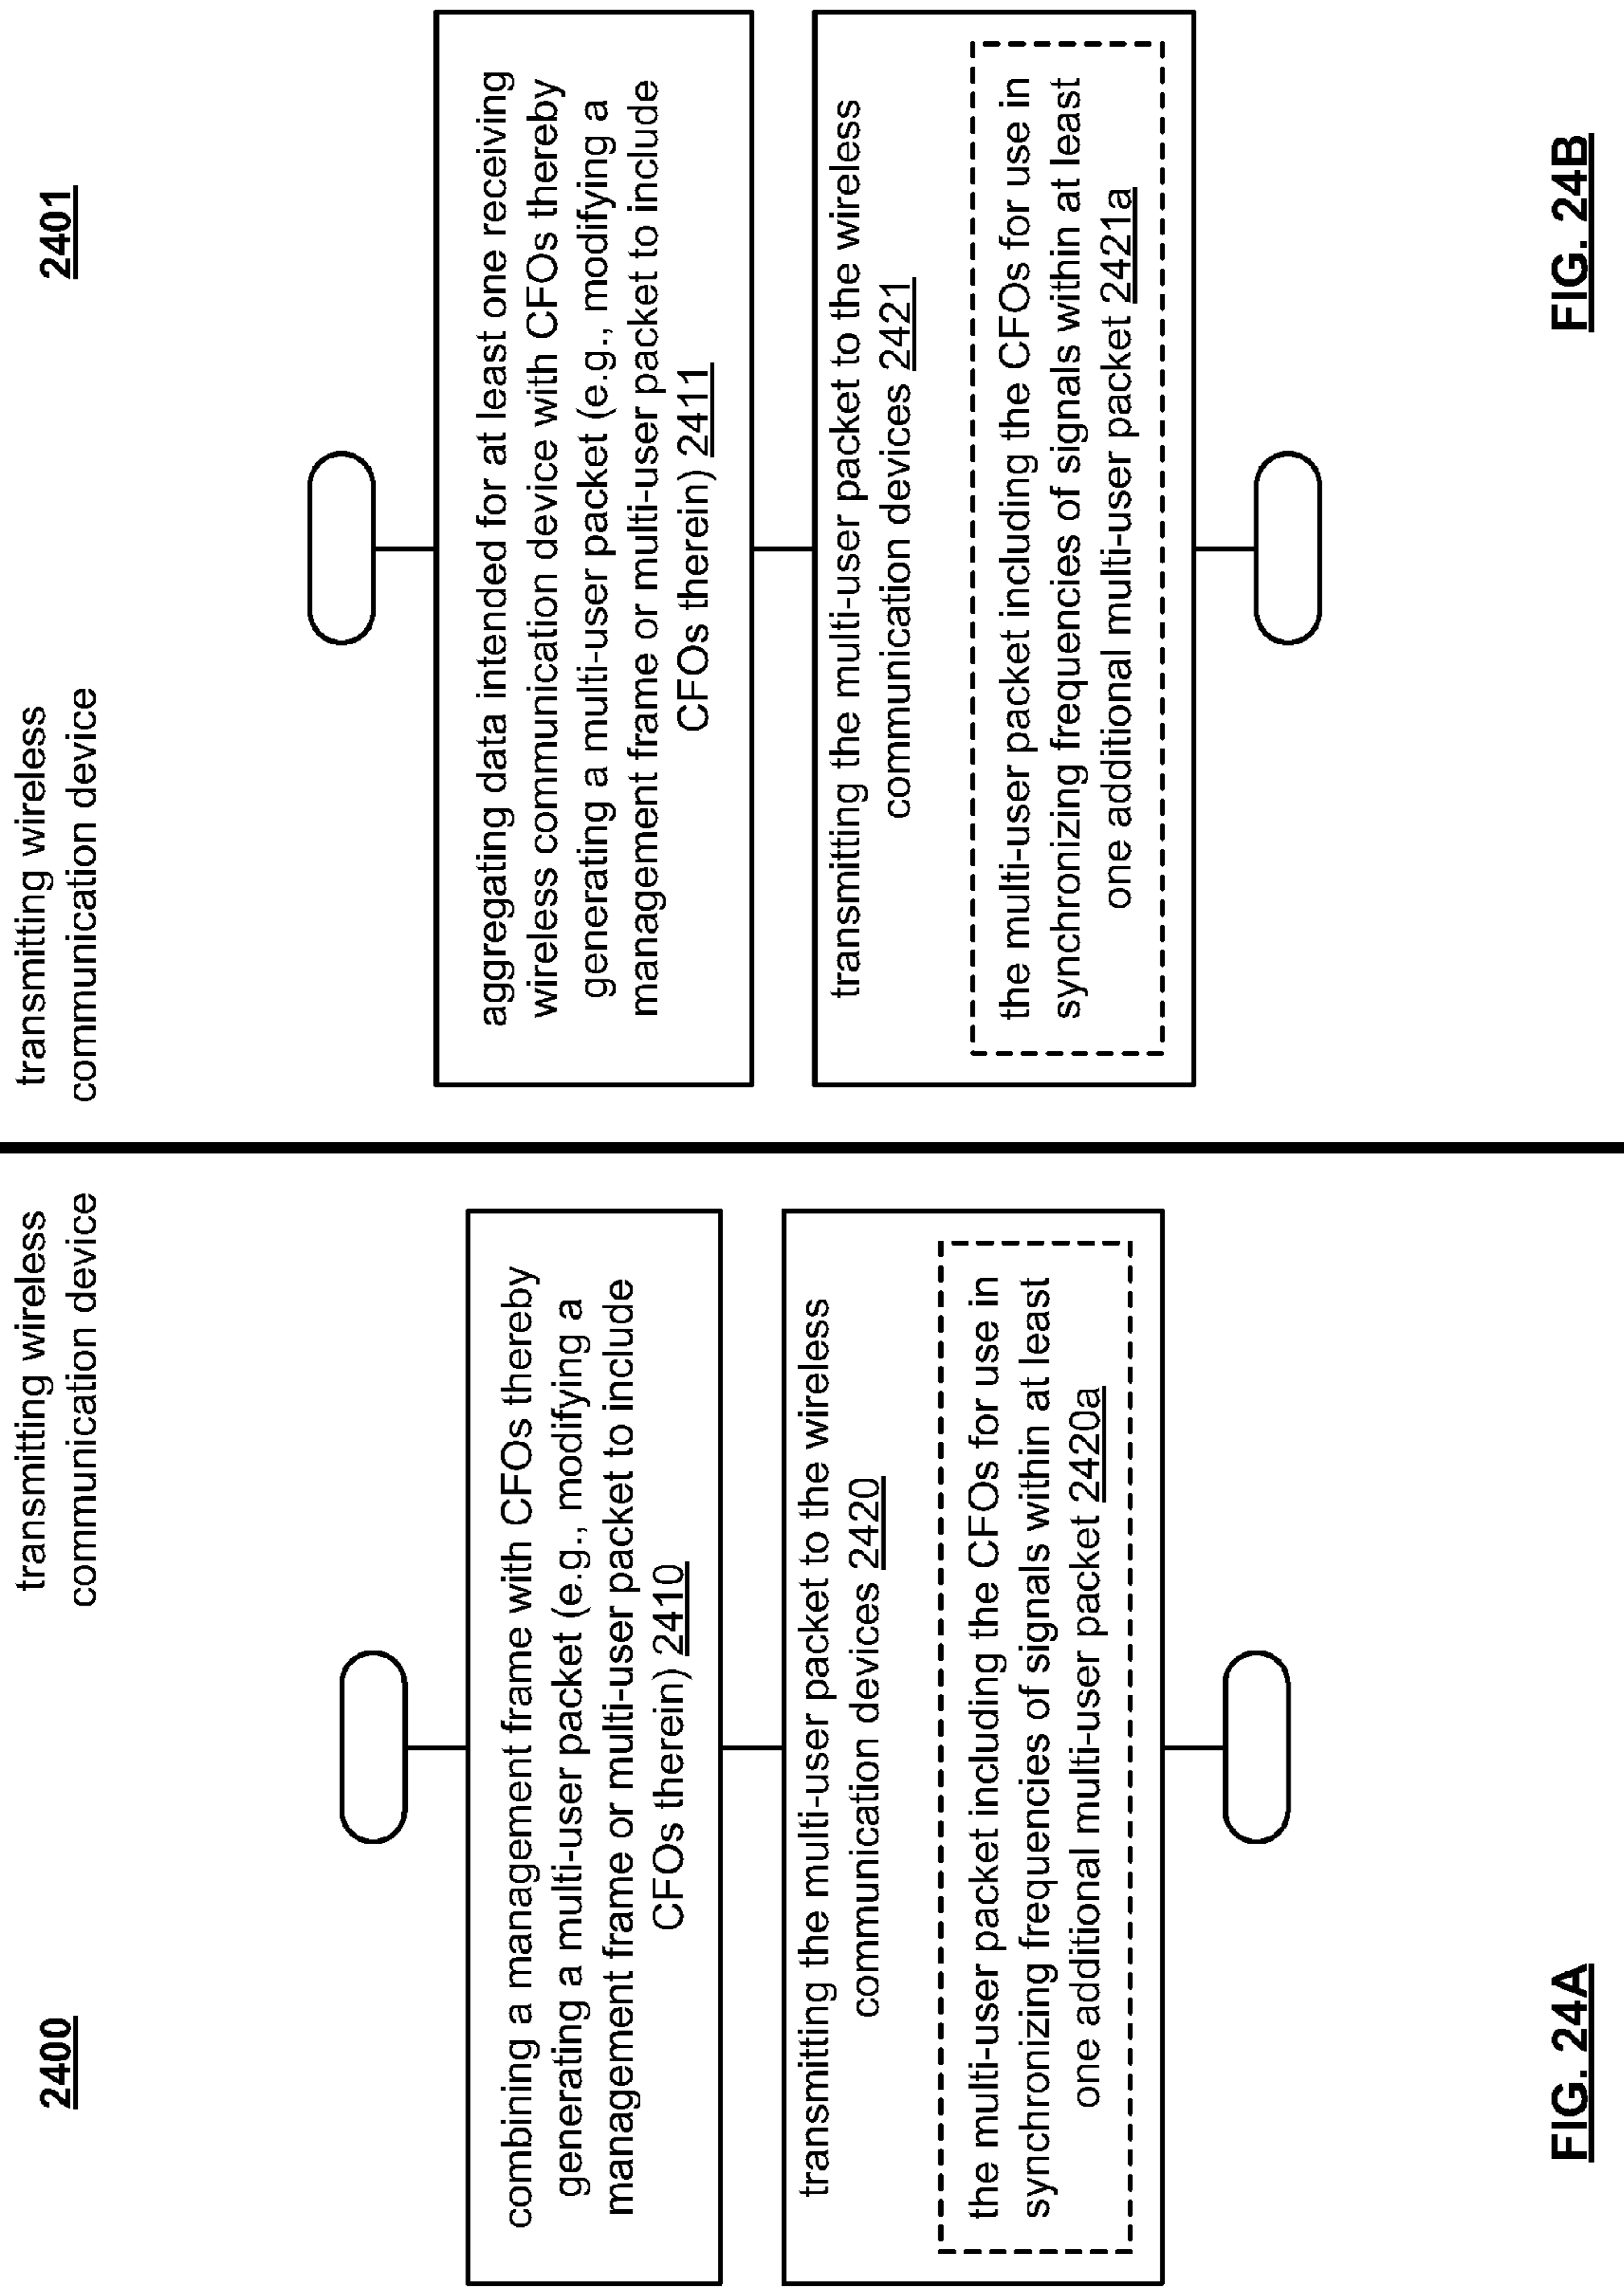 2400
transmitting wireless
communication device
combining a management frame with CFOs thereby
generating a multi-user packet (e.g., modifying a
management frame or multi-user packet to include
CFOs therein) 2410
transmitting the multi-user packet to the wireless
communication devices 2420
the multi-user packet including the CFOs for use in
synchronizing frequencies of signals within at least
one additional multi-user packet 2420a
FIG. 24A
transmitting wireless
communication device
2401
aggregating data intended for at least one receiving
wireless communication device with CFOs thereby
generating a multi-user packet (e.g., modifying a
management frame or multi-user packet to include
CFOs therein) 2411
transmitting the multi-user packet to the wireless
communication devices 2421
the multi-user packet including the CFOs for use in
synchronizing frequencies of signals within at least
one additional multi-user packet 2421a
FIG. 24B